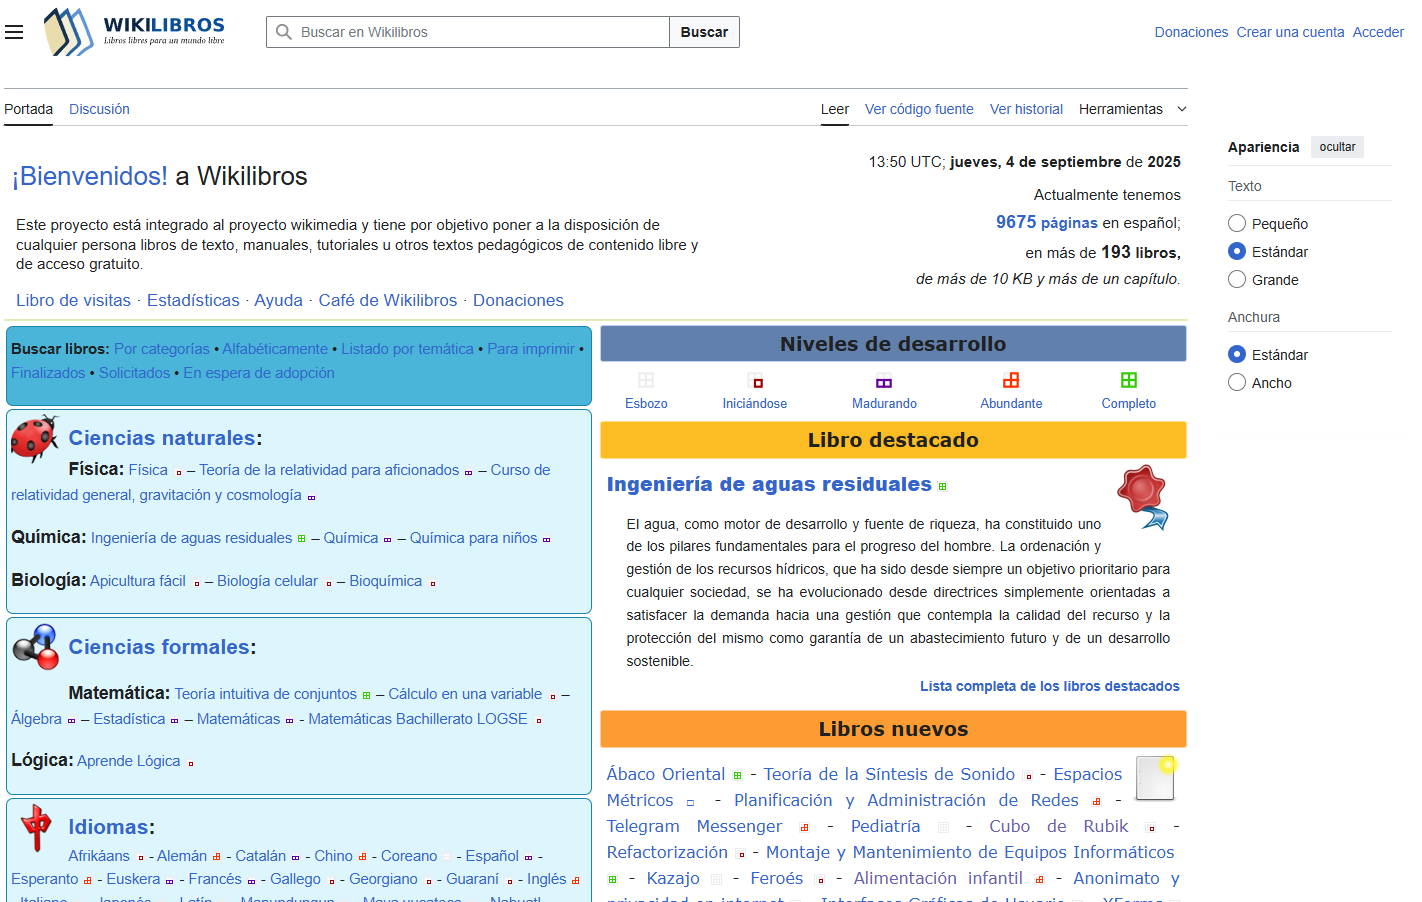 WIKILIBROS
Libros libres para un mundo libre
Buscar en Wikilibros
Buscar
Donaciones Crear una cuenta Acceder
Portada Discusión
Leer Ver código fuente Ver historial Herramientas
¡Bienvenidos! a Wikilibros
Este proyecto está integrado al proyecto wikimedia y tiene por objetivo poner a la disposición de
cualquier persona libros de texto, manuales, tutoriales u otros textos pedagógicos de contenido libre y
de acceso gratuito.
Libro de visitas · Estadísticas · Ayuda · Café de Wikilibros · Donaciones
13:50 UTC; jueves, 4 de septiembre de 2025
Actualmente tenemos
9675 páginas en español;
en más de 193 libros,
de más de 10 KB y más de un capítulo.
Apariencia ocultar
Texto
Pequeño
Estándar
Grande
Anchura
Estándar
Ancho
Buscar libros: Por categorías • Alfabéticamente • Listado por temática • Para imprimir •
Finalizados • Solicitados • En espera de adopción
Ciencias naturales:
Física: Física – Teoría de la relatividad para aficionados – Curso de
relatividad general, gravitación y cosmología
Química: Ingeniería de aguas residuales – Química – Química para niños
Biología: Apicultura fácil – Biología celular – Bioquímica
Ciencias formales:
Matemática: Teoría intuitiva de conjuntos – Cálculo en una variable –
Álgebra – Estadística – Matemáticas - Matemáticas Bachillerato LOGSE
Lógica: Aprende Lógica
Idiomas:
Afrikáans - Alemán - Catalán - Chino - Coreano - Español -
Esperanto - Euskera - Francés - Gallego - Georgiano - Guaraní - Inglés
Niveles de desarrollo
Esbozo Iniciándose Madurando Abundante Completo
Libro destacado
Ingeniería de aguas residuales
El agua, como motor de desarrollo y fuente de riqueza, ha constituido uno
de los pilares fundamentales para el progreso del hombre. La ordenación y
gestión de los recursos hídricos, que ha sido desde siempre un objetivo prioritario para
cualquier sociedad, se ha evolucionado desde directrices simplemente orientadas a
satisfacer la demanda hacia una gestión que contempla la calidad del recurso y la
protección del mismo como garantía de un abastecimiento futuro y de un desarrollo
sostenible.
Lista completa de los libros destacados
Libros nuevos
Ábaco Oriental - Teoría de la Síntesis de Sonido - Espacios
Métricos - Planificación y Administración de Redes -
Telegram Messenger - Pediatría - Cubo de Rubik -
Refactorización - Montaje y Mantenimiento de Equipos Informáticos
- Kazajo - Feroés - Alimentación infantil - Anonimato y